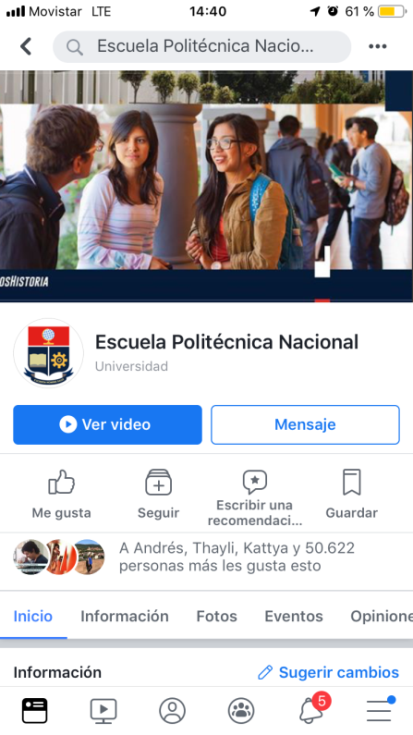 Movistar LTE 14:40 61 %
Escuela Politécnica Nacio...
OSHISTORIA
Escuela Politécnica Nacional
Universidad
Ver video Mensaje
Me gusta Seguir Escribir una recomendaci... Guardar
A Andrés, Thayli, Kattya y 50.622
personas más les gusta esto
Inicio Información Fotos Eventos Opinione
Información Sugerir cambios
5